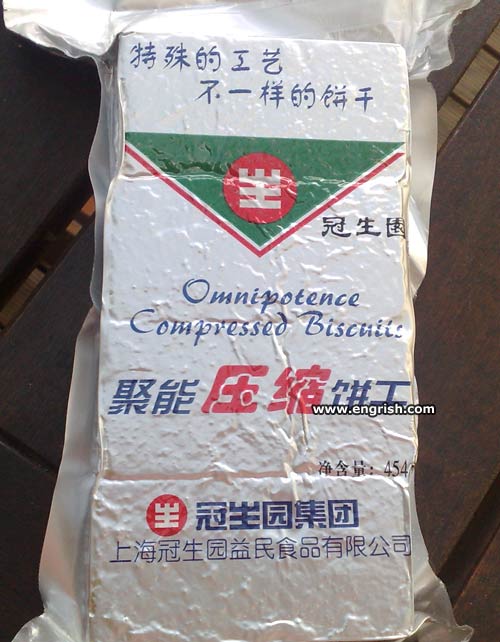 特殊的工艺
不一样的饼干
冠生園
Omnipotence
Compressed Biscuits
聚能压缩饼干
www.engrish.com
净含量: 454
冠生园集团
上海冠生园益民食品有限公司